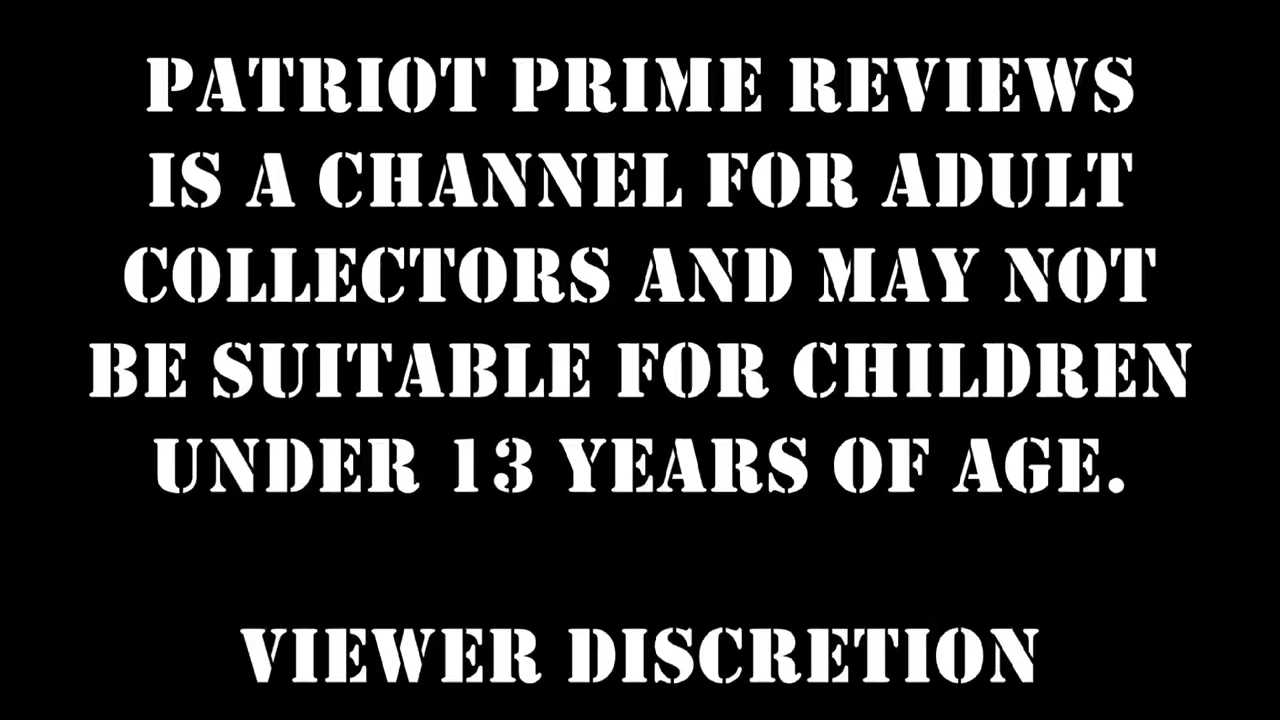 PATRIOT PRIME REVIEWS
IS A CHANNEL FOR ADULT
COLLECTORS AND MAY NOT
BE SUITABLE FOR CHILDREN
UNDER 13 YEARS OF AGE.
VIEWER DISCRETION